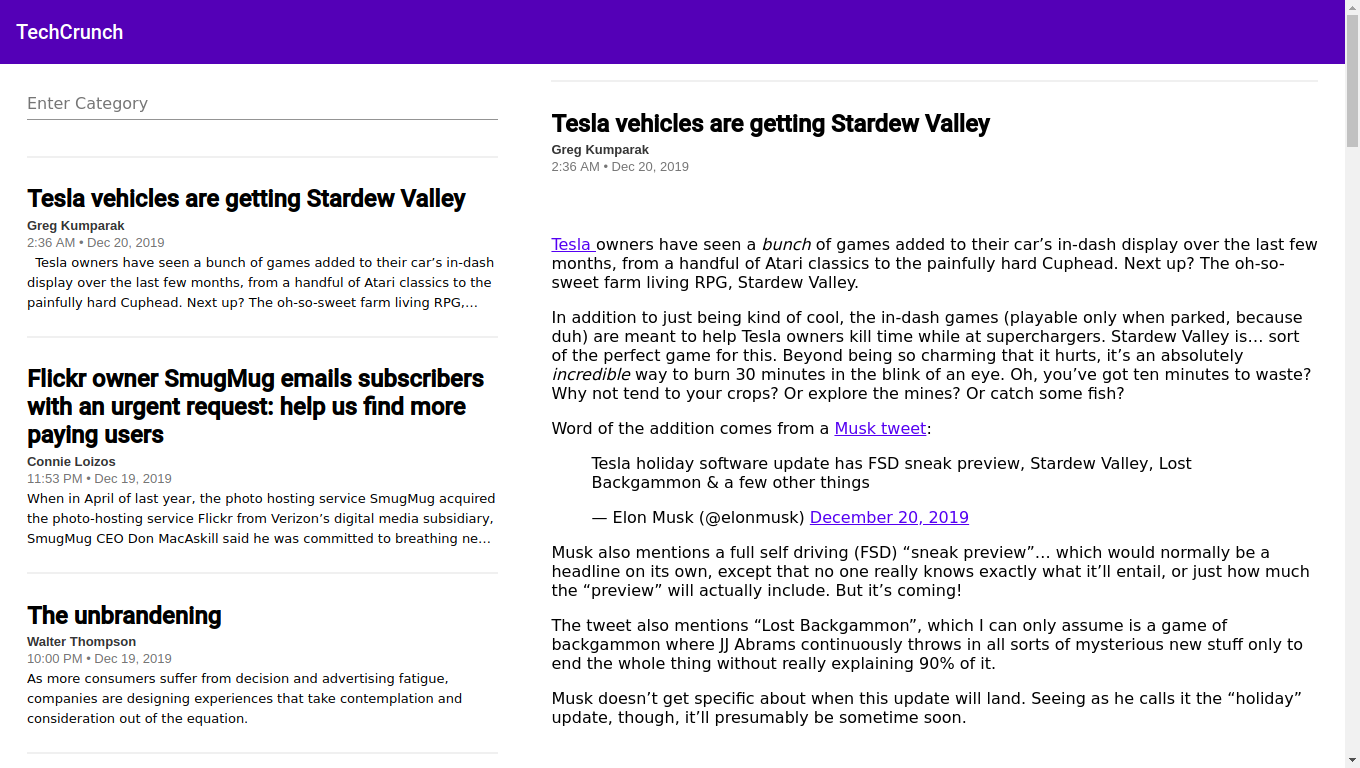 TechCrunch
Enter Category
Tesla vehicles are getting Stardew Valley
Greg Kumparak
2:36 AM • Dec 20, 2019
Tesla owners have seen a bunch of games added to their car’s in-dash
display over the last few months, from a handful of Atari classics to the
painfully hard Cuphead. Next up? The oh-so-sweet farm living RPG,…
Flickr owner SmugMug emails subscribers
with an urgent request: help us find more
paying users
Connie Loizos
11:53 PM • Dec 19, 2019
When in April of last year, the photo hosting service SmugMug acquired
the photo-hosting service Flickr from Verizon’s digital media subsidiary,
SmugMug CEO Don MacAskill said he was committed to breathing ne…
The unbrandening
Walter Thompson
10:00 PM • Dec 19, 2019
As more consumers suffer from decision and advertising fatigue,
companies are designing experiences that take contemplation and
consideration out of the equation.
Tesla vehicles are getting Stardew Valley
Greg Kumparak
2:36 AM • Dec 20, 2019
Tesla owners have seen a bunch of games added to their car’s in-dash display over the last few
months, from a handful of Atari classics to the painfully hard Cuphead. Next up? The oh-so-
sweet farm living RPG, Stardew Valley.
In addition to just being kind of cool, the in-dash games (playable only when parked, because
duh) are meant to help Tesla owners kill time while at superchargers. Stardew Valley is… sort
of the perfect game for this. Beyond being so charming that it hurts, it’s an absolutely
incredible way to burn 30 minutes in the blink of an eye. Oh, you’ve got ten minutes to waste?
Why not tend to your crops? Or explore the mines? Or catch some fish?
Word of the addition comes from a Musk tweet:
Tesla holiday software update has FSD sneak preview, Stardew Valley, Lost
Backgammon & a few other things
— Elon Musk (@elonmusk) December 20, 2019
Musk also mentions a full self driving (FSD) “sneak preview”… which would normally be a
headline on its own, except that no one really knows exactly what it’ll entail, or just how much
the “preview” will actually include. But it’s coming!
The tweet also mentions “Lost Backgammon”, which I can only assume is a game of
backgammon where JJ Abrams continuously throws in all sorts of mysterious new stuff only to
end the whole thing without really explaining 90% of it.
Musk doesn’t get specific about when this update will land. Seeing as he calls it the “holiday”
update, though, it’ll presumably be sometime soon.